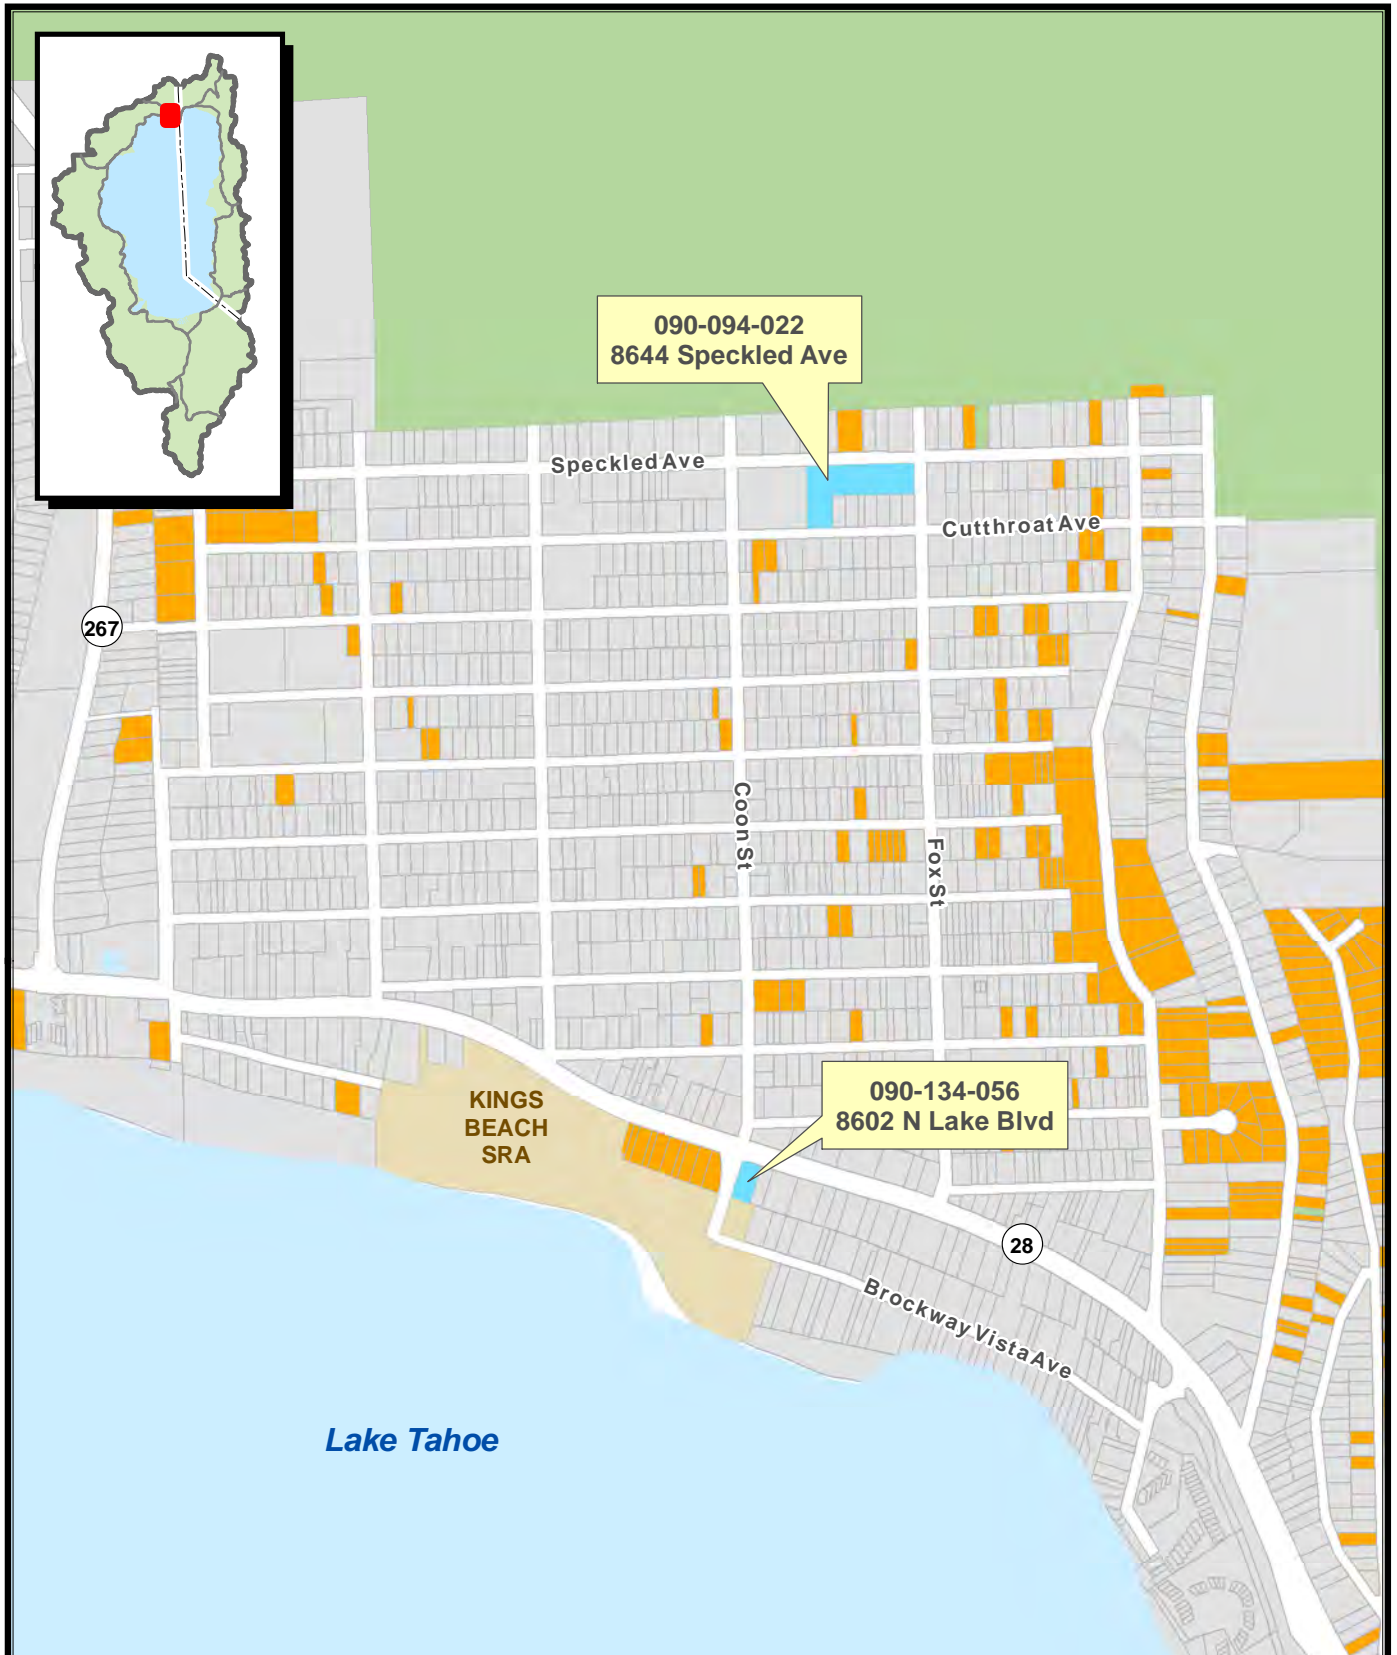 090-094-022
8644 Speckled Ave
Speckled Ave
Cutthroat Ave
267
Coon St
Fox St
090-134-056
8602 N Lake Blvd
KINGS
BEACH
SRA
28
Brockway Vista Ave
Lake Tahoe